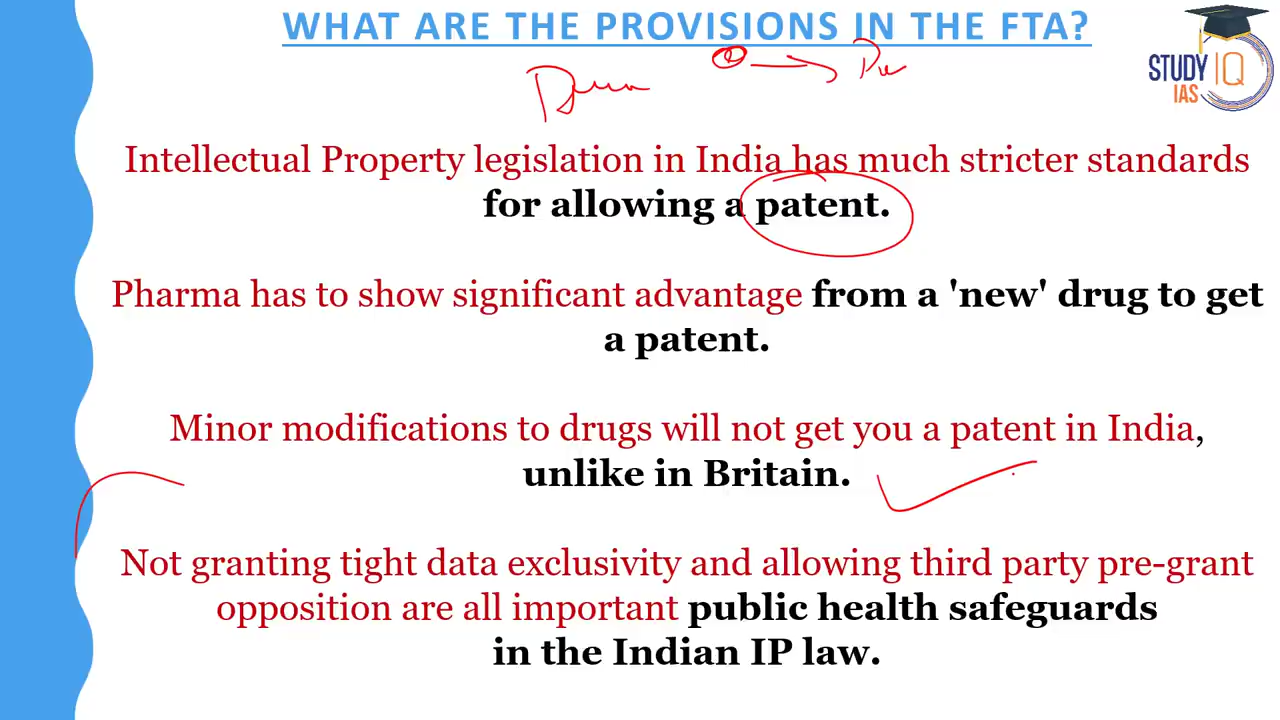 WHAT ARE THE PROVISIONS IN THE FTA?
STUDY IQ
IAS
Intellectual Property legislation in India has much stricter standards
for allowing a patent.
Pharma has to show significant advantage from a 'new' drug to get
a patent.
Minor modifications to drugs will not get you a patent in India,
unlike in Britain.
Not granting tight data exclusivity and allowing third party pre-grant
opposition are all important public health safeguards
in the Indian IP law.